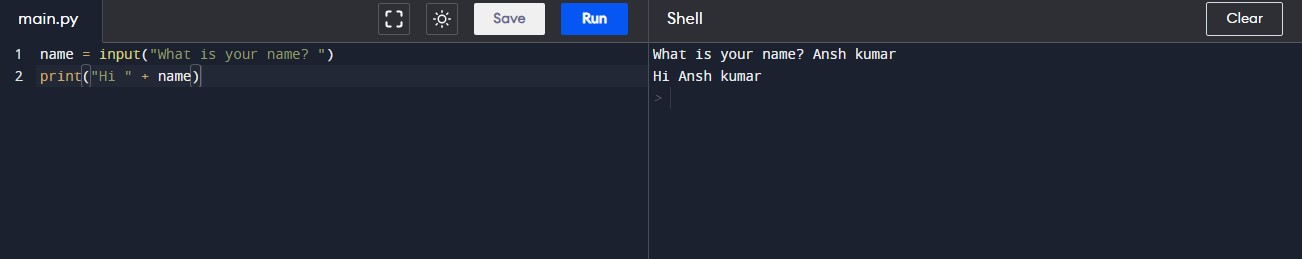 main.py
Save
Run
1 name = input("What is your name? ")
2 print("Hi " + name)
Shell
Clear
What is your name? Ansh kumar
Hi Ansh kumar
>